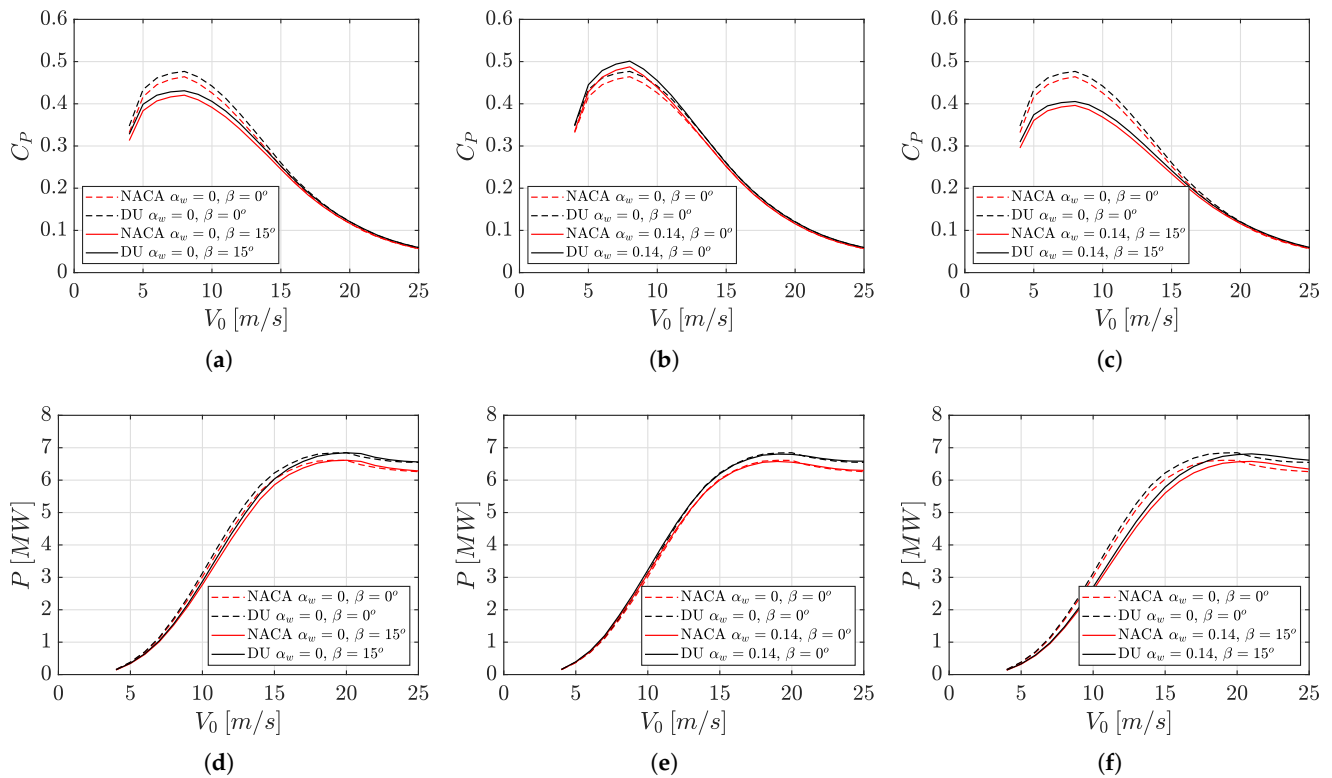 0.6
0.5
0.4
0.3
0.2
0.1
0
C_P
NACA α_w = 0, β = 0°
DU α_w = 0, β = 0°
NACA α_w = 0, β = 15°
DU α_w = 0, β = 15°
0 5 10 15 20 25
V_0 [m/s]
(a)
0.6
0.5
0.4
0.3
0.2
0.1
0
C_P
NACA α_w = 0, β = 0°
DU α_w = 0, β = 0°
NACA α_w = 0.14, β = 0°
DU α_w = 0.14, β = 0°
0 5 10 15 20 25
V_0 [m/s]
(b)
0.6
0.5
0.4
0.3
0.2
0.1
0
C_P
NACA α_w = 0, β = 0°
DU α_w = 0, β = 0°
NACA α_w = 0.14, β = 15°
DU α_w = 0.14, β = 15°
0 5 10 15 20 25
V_0 [m/s]
(c)
8
7
6
5
4
3
2
1
0
P [MW]
NACA α_w = 0, β = 0°
DU α_w = 0, β = 0°
NACA α_w = 0, β = 15°
DU α_w = 0, β = 15°
0 5 10 15 20 25
V_0 [m/s]
(d)
8
7
6
5
4
3
2
1
0
P [MW]
NACA α_w = 0, β = 0°
DU α_w = 0, β = 0°
NACA α_w = 0.14, β = 0°
DU α_w = 0.14, β = 0°
0 5 10 15 20 25
V_0 [m/s]
(e)
8
7
6
5
4
3
2
1
0
P [MW]
NACA α_w = 0, β = 0°
DU α_w = 0, β = 0°
NACA α_w = 0.14, β = 15°
DU α_w = 0.14, β = 15°
0 5 10 15 20 25
V_0 [m/s]
(f)